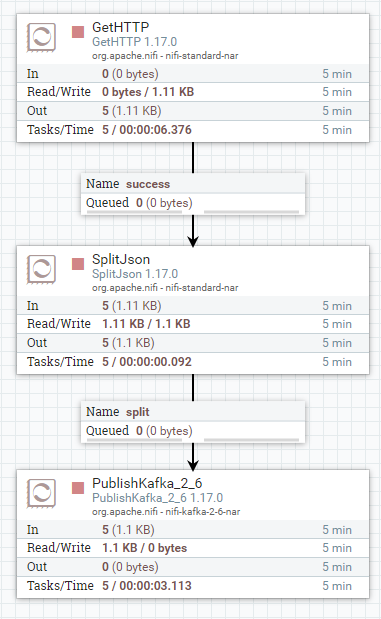 GetHTTP
GetHTTP 1.17.0
org.apache.nifi - nifi-standard-nar
In 0 (0 bytes) 5 min
Read/Write 0 bytes / 1.11 KB 5 min
Out 5 (1.11 KB) 5 min
Tasks/Time 5 / 00:00:06.376 5 min
Name success
Queued 0 (0 bytes)
SplitJson
SplitJson 1.17.0
org.apache.nifi - nifi-standard-nar
In 5 (1.11 KB) 5 min
Read/Write 1.11 KB / 1.1 KB 5 min
Out 5 (1.1 KB) 5 min
Tasks/Time 5 / 00:00:00.092 5 min
Name split
Queued 0 (0 bytes)
PublishKafka_2_6
PublishKafka_2_6 1.17.0
org.apache.nifi - nifi-kafka-2-6-nar
In 5 (1.1 KB) 5 min
Read/Write 1.1 KB / 0 bytes 5 min
Out 0 (0 bytes) 5 min
Tasks/Time 5 / 00:00:03.113 5 min